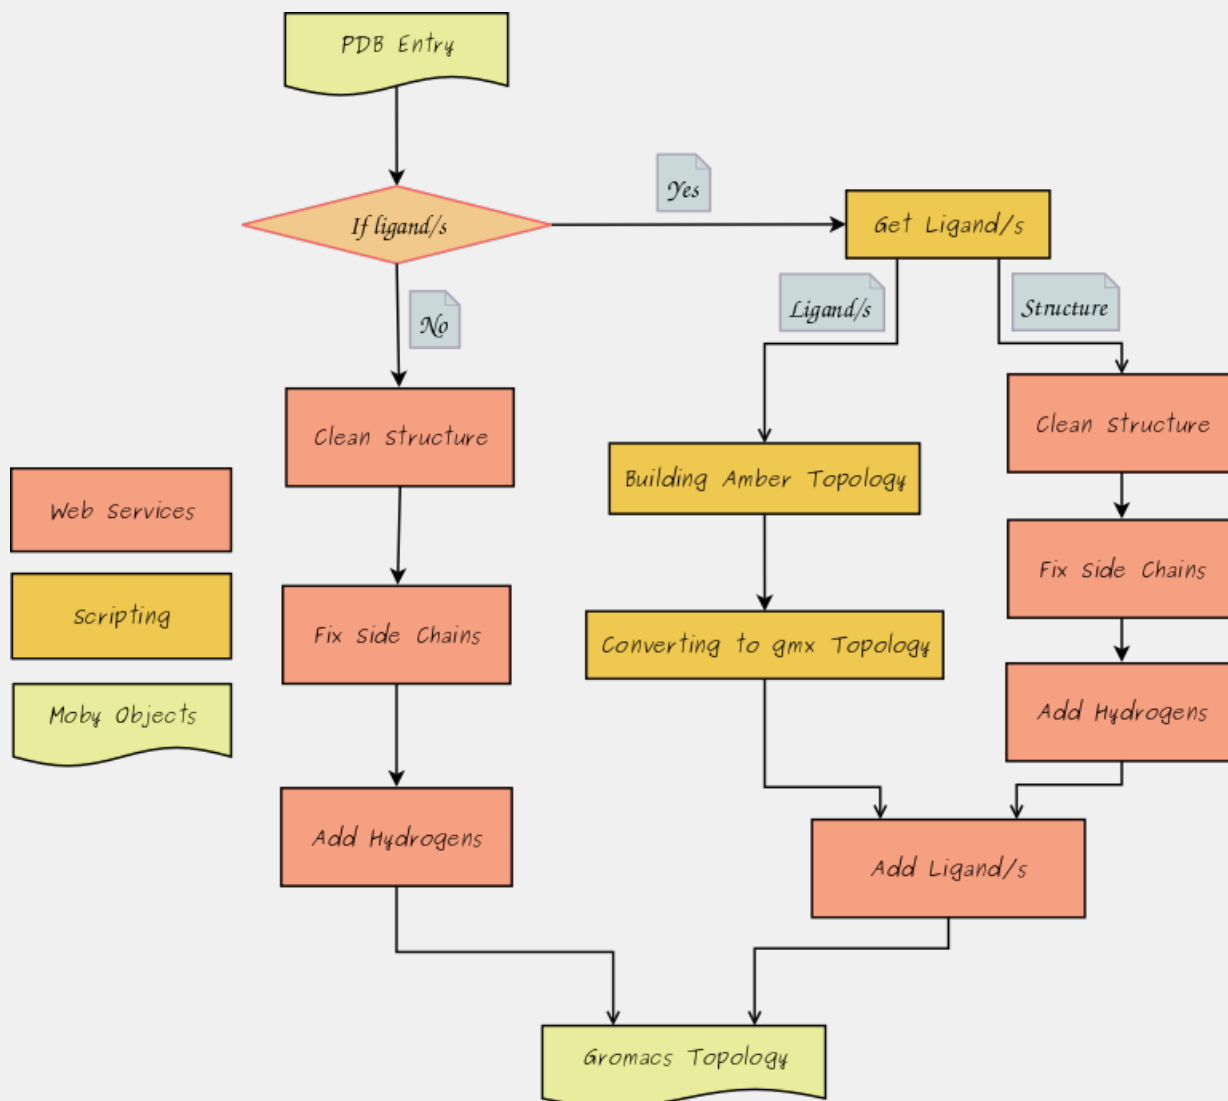 PDB Entry
If ligand/s
Yes
Get Ligand/s
No
Ligand/s
Structure
Clean Structure
Clean Structure
Building Amber Topology
Web Services
Fix Side Chains
Scripting
Fix Side Chains
Converting to gmx Topology
Moby Objects
Add Hydrogens
Add Hydrogens
Add Ligand/s
Gromacs Topology